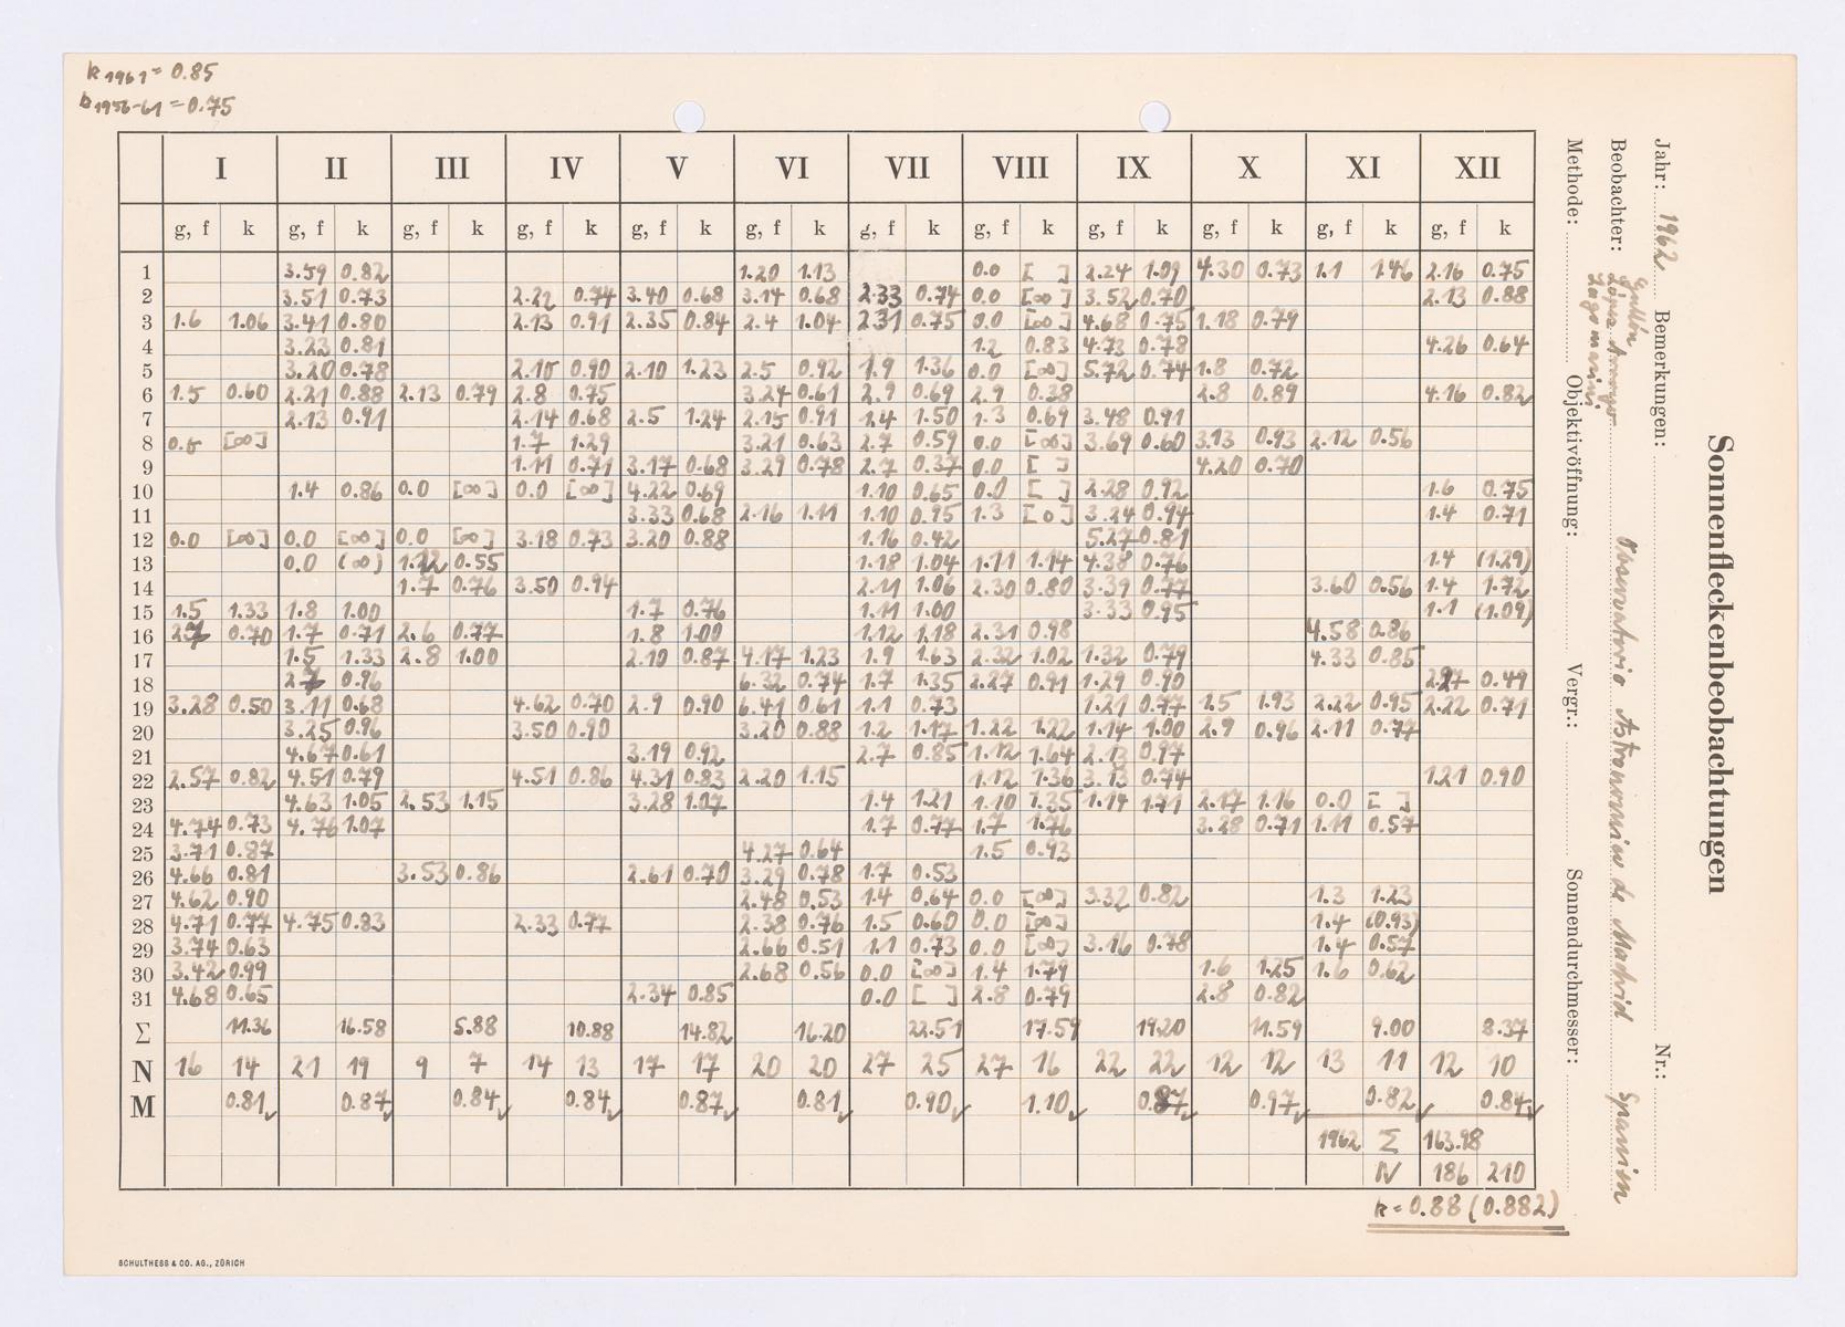 k 1961 = 0.85
b 1956-61 = 0.75
I II III IV V VI VII VIII IX X XI XII
g, f k g, f k g, f k g, f k g, f k g, f k g, f k g, f k g, f k g, f k g, f k g, f k
1 3.59 0.82 1.20 1.13 0.0 [ ] 2.24 1.09 4.30 0.73 1.1 1.46 2.16 0.75
2 3.51 0.73 2.22 0.74 3.40 0.68 3.14 0.68 2.33 0.74 0.0 [∞] 3.52 0.70 2.13 0.88
3 1.6 1.06 3.41 0.80 2.13 0.91 2.35 0.84 2.4 1.04 2.31 0.75 0.0 [∞] 4.68 0.75 1.18 0.79
4 3.23 0.81 1.2 0.83 4.73 0.78 4.26 0.64
5 3.20 0.78 2.15 0.90 2.10 1.23 2.5 0.92 1.9 1.36 0.0 [∞] 5.72 0.74 1.8 0.72
6 1.5 0.60 2.21 0.88 2.13 0.79 2.8 0.75 3.24 0.61 2.9 0.69 2.9 0.38 2.8 0.89 4.16 0.82
7 2.13 0.91 2.14 0.68 2.5 1.24 2.15 0.91 1.4 1.50 1.3 0.69 3.48 0.91
8 0.0 [∞] 1.7 1.29 3.21 0.63 2.7 0.59 0.0 [∞] 3.69 0.60 3.13 0.93 2.12 0.56
9 1.11 0.71 3.17 0.68 3.29 0.78 2.7 0.37 0.0 [ ] 4.20 0.70
10 1.4 0.86 0.0 [∞] 0.0 [∞] 4.22 0.69 1.10 0.65 0.0 [ ] 2.28 0.92 1.6 0.75
11 3.33 0.68 2.16 1.11 1.10 0.95 1.3 [0] 3.24 0.94 1.4 0.71
12 0.0 [∞] 0.0 [∞] 0.0 [∞] 3.18 0.73 3.20 0.88 1.16 0.42 5.27 0.81
13 0.0 (∞) 1.22 0.55 1.18 1.04 1.11 1.14 4.38 0.76 1.4 (1.29)
14 1.7 0.76 3.50 0.94 2.11 1.06 2.30 0.80 3.39 0.77 3.60 0.56 1.4 1.72
15 1.5 1.33 1.8 1.00 1.7 0.76 1.11 1.00 3.33 0.95 1.1 (1.09)
16 2.7 0.70 1.7 0.71 2.6 0.77 1.8 1.00 1.12 1.18 2.31 0.98 4.58 0.86
17 1.5 1.33 2.8 1.00 2.10 0.87 4.17 1.23 1.9 1.63 2.32 1.02 1.32 0.79 4.33 0.85
18 2.7 0.96 6.32 0.74 1.7 1.35 2.27 0.91 1.29 0.90 2.27 0.49
19 3.28 0.50 3.11 0.68 4.62 0.70 2.9 0.90 6.41 0.61 1.1 0.73 1.21 0.77 1.5 1.93 2.22 0.95 2.22 0.71
20 3.25 0.96 3.50 0.90 3.20 0.88 1.2 1.17 1.22 1.22 1.14 1.00 2.9 0.96 2.11 0.77
21 4.67 0.61 3.19 0.92 2.7 0.85 1.12 1.64 2.13 0.97
22 2.57 0.82 4.51 0.79 4.51 0.86 4.31 0.83 2.20 1.15 1.12 1.36 3.13 0.74 1.21 0.90
23 4.63 1.05 2.53 1.15 3.28 1.07 1.4 1.21 1.10 1.35 1.14 1.71 2.17 1.16 0.0 [ ]
24 4.74 0.73 4.76 1.07 1.7 0.77 1.7 1.76 3.28 0.71 1.11 0.57
25 3.71 0.87 4.27 0.64 1.5 0.93
26 4.66 0.81 3.53 0.86 2.61 0.70 3.29 0.78 1.7 0.53
27 4.62 0.90 2.48 0.53 1.4 0.64 0.0 [∞] 3.32 0.82 1.3 1.23
28 4.71 0.77 4.75 0.83 2.33 0.77 2.38 0.76 1.5 0.60 0.0 [∞] 1.4 (0.93)
29 3.74 0.63 2.66 0.51 1.1 0.73 0.0 [∞] 3.16 0.78 1.4 0.57
30 3.42 0.99 2.68 0.56 0.0 [∞] 1.4 1.79 1.6 1.25 1.6 0.62
31 4.68 0.65 2.34 0.85 0.0 [ ] 2.8 0.79 2.8 0.82
Σ 11.36 16.58 5.88 10.88 14.82 16.20 22.51 17.59 19.20 11.59 9.00 8.37
N 16 14 21 19 9 7 14 13 17 17 20 20 27 25 27 16 22 22 12 12 13 11 12 10
M 0.81✓ 0.87✓ 0.84✓ 0.84✓ 0.87✓ 0.81✓ 0.90✓ 1.10✓ 0.87✓ 0.97✓ 0.82✓ 0.84✓
1962 Σ 163.98
N 186 210
k = 0.88 (0.882)
SCHULTHESS & CO. AG., ZÜRICH
Sonnenfleckenbeobachtungen
Jahr: 1962 Bemerkungen: Nr.:
Beobachter: Gullón López Arroyo Observatorio Astronómico de Madrid Spanien
Methode: Objektivöffnung: Vergr.: Sonnendurchmesser: